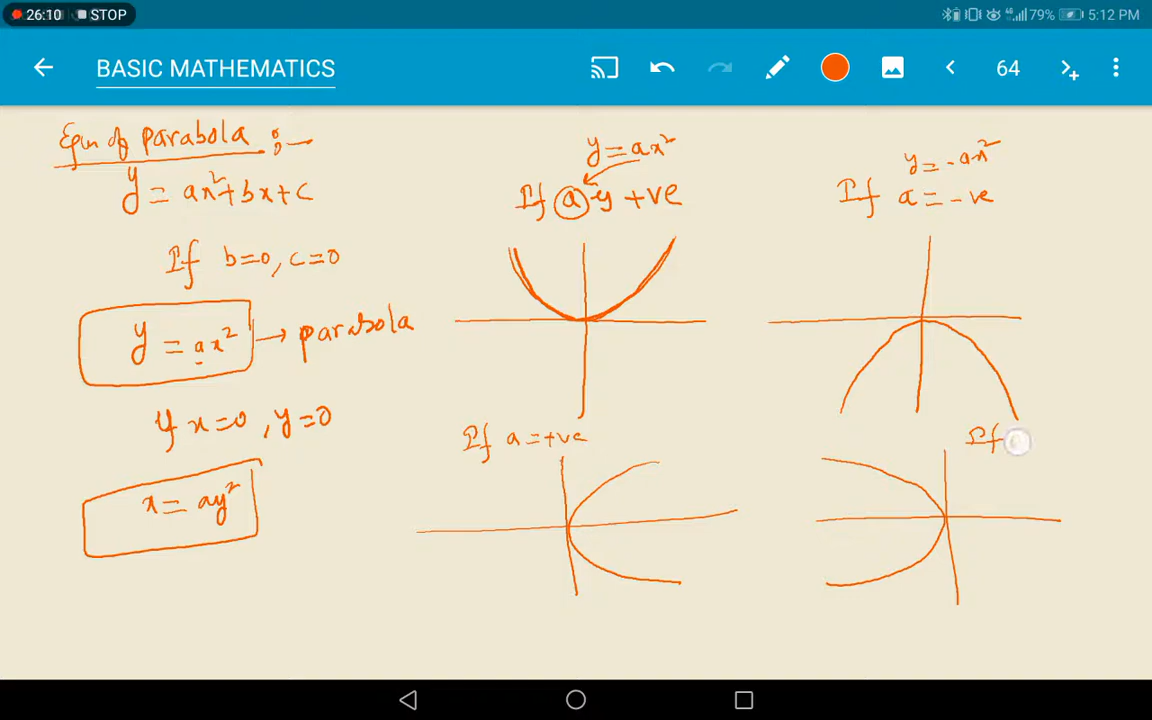 26:10 STOP 79% 5:12 PM
BASIC MATHEMATICS 64
Eqn of parabola :-
y = ax²+bx+c
If b=0, c=0
y = ax² → parabola
If x=0, y=0
x = ay²
y = ax²
If a is +ve
y = -ax²
If a = -ve
If a = +ve
If